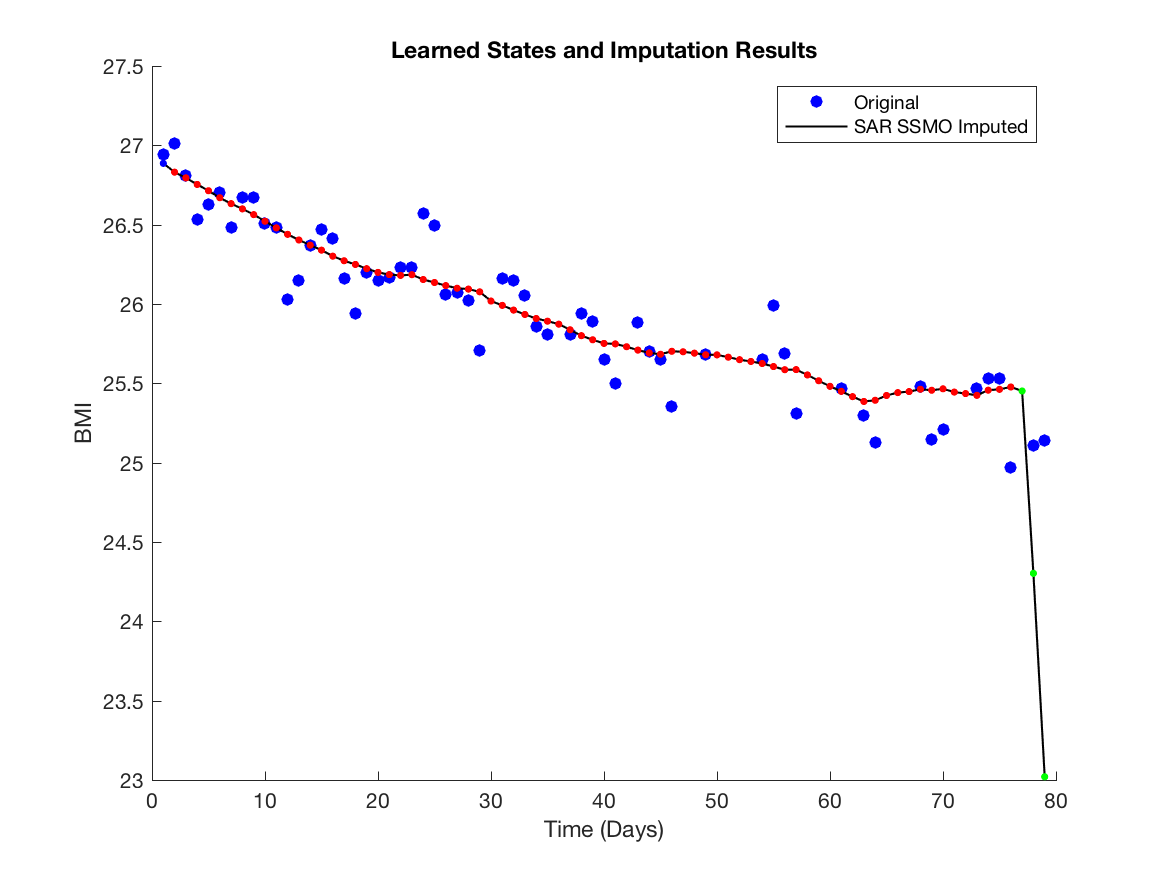 Learned States and Imputation Results
Original
SAR SSMO Imputed
27.5
27
26.5
26
25.5
25
24.5
24
23.5
23
BMI
0 10 20 30 40 50 60 70 80
Time (Days)